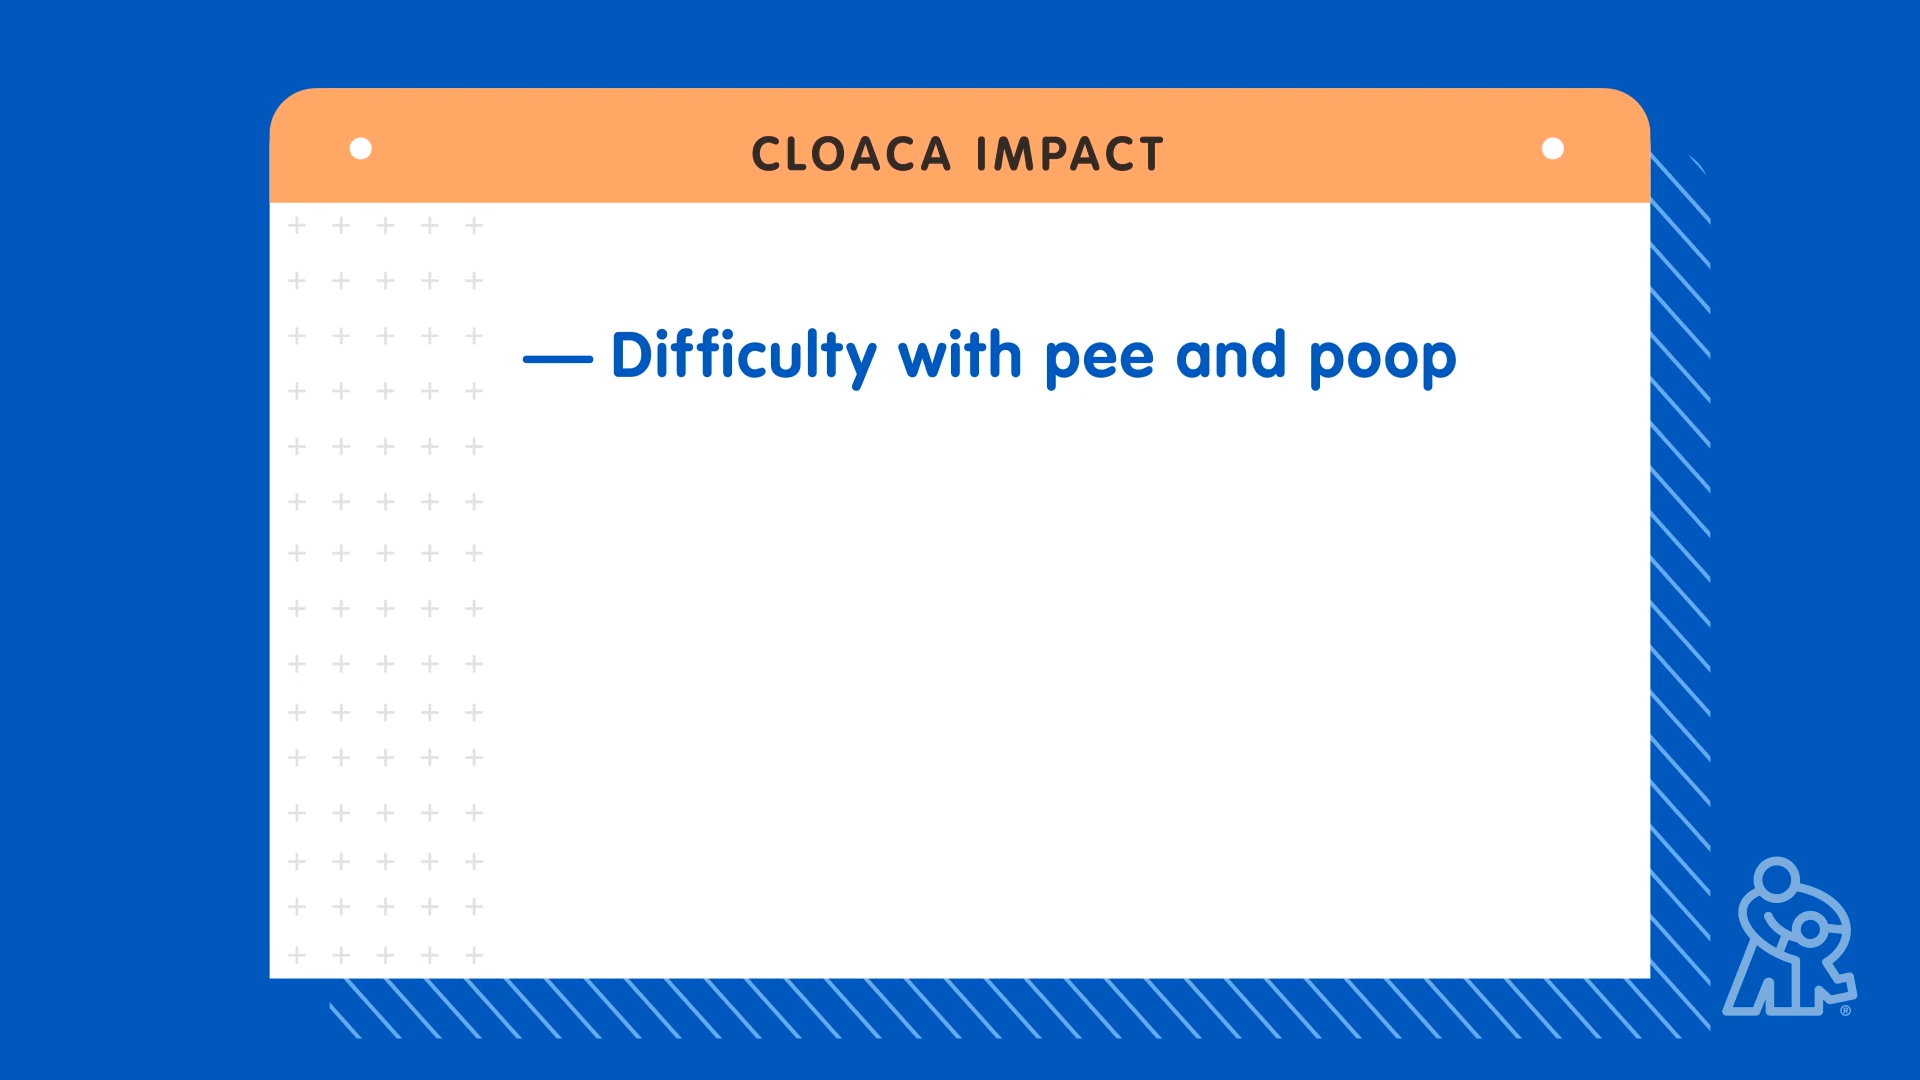 CLOACA IMPACT
— Difficulty with pee and poop
®